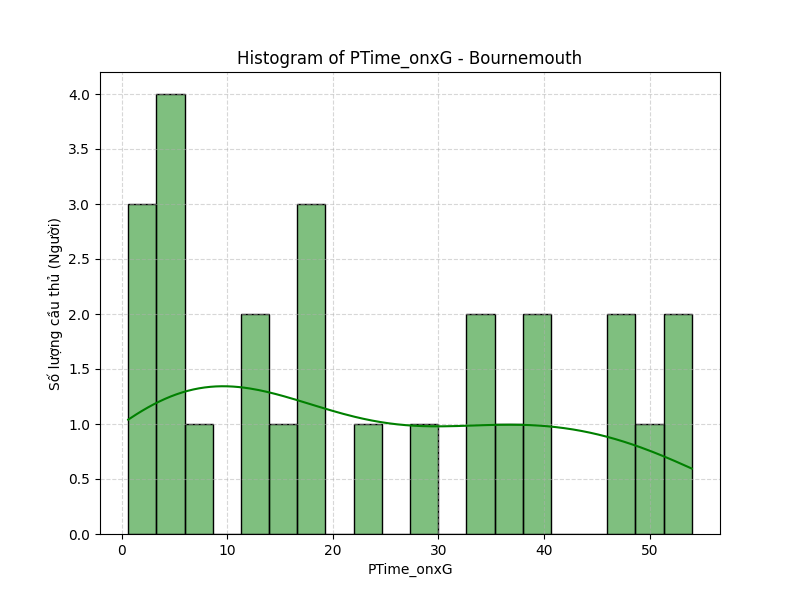 Histogram of PTime_onxG - Bournemouth
Số lượng cầu thủ (Người)
4.0
3.5
3.0
2.5
2.0
1.5
1.0
0.5
0.0
0 10 20 30 40 50
PTime_onxG